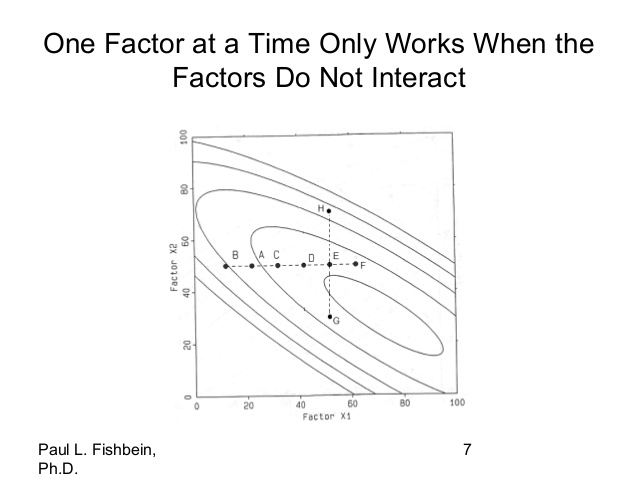 One Factor at a Time Only Works When the
Factors Do Not Interact
100
80
60
40
20
0
Factor X2
H
B A C D E F
G
0 20 40 60 80 100
Factor X1
Paul L. Fishbein,
Ph.D.
7